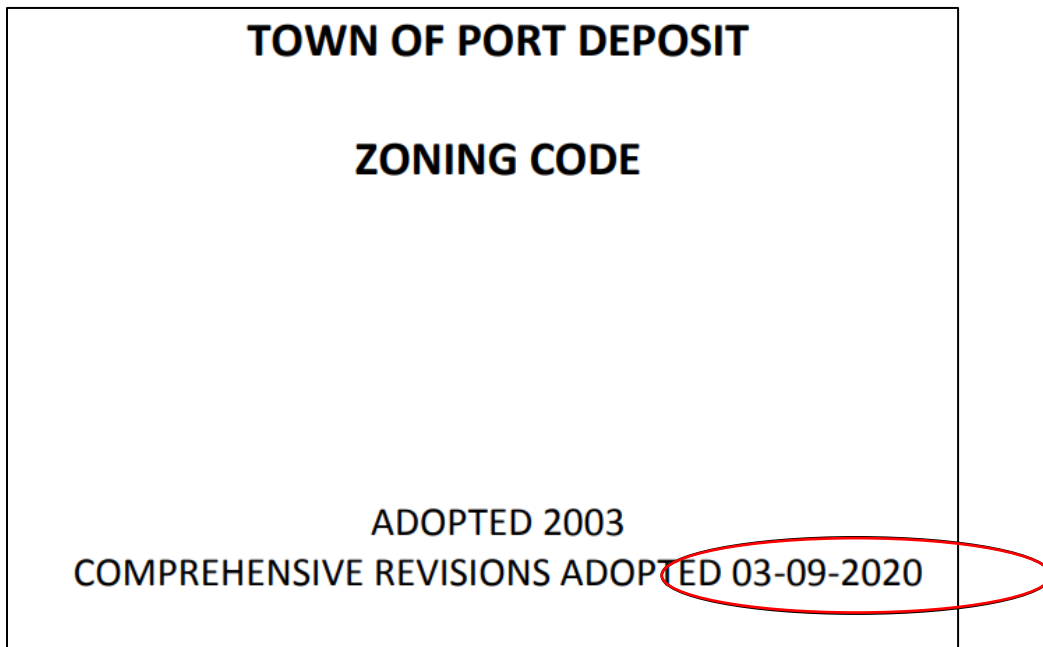 TOWN OF PORT DEPOSIT
ZONING CODE
ADOPTED 2003
COMPREHENSIVE REVISIONS ADOPTED 03-09-2020